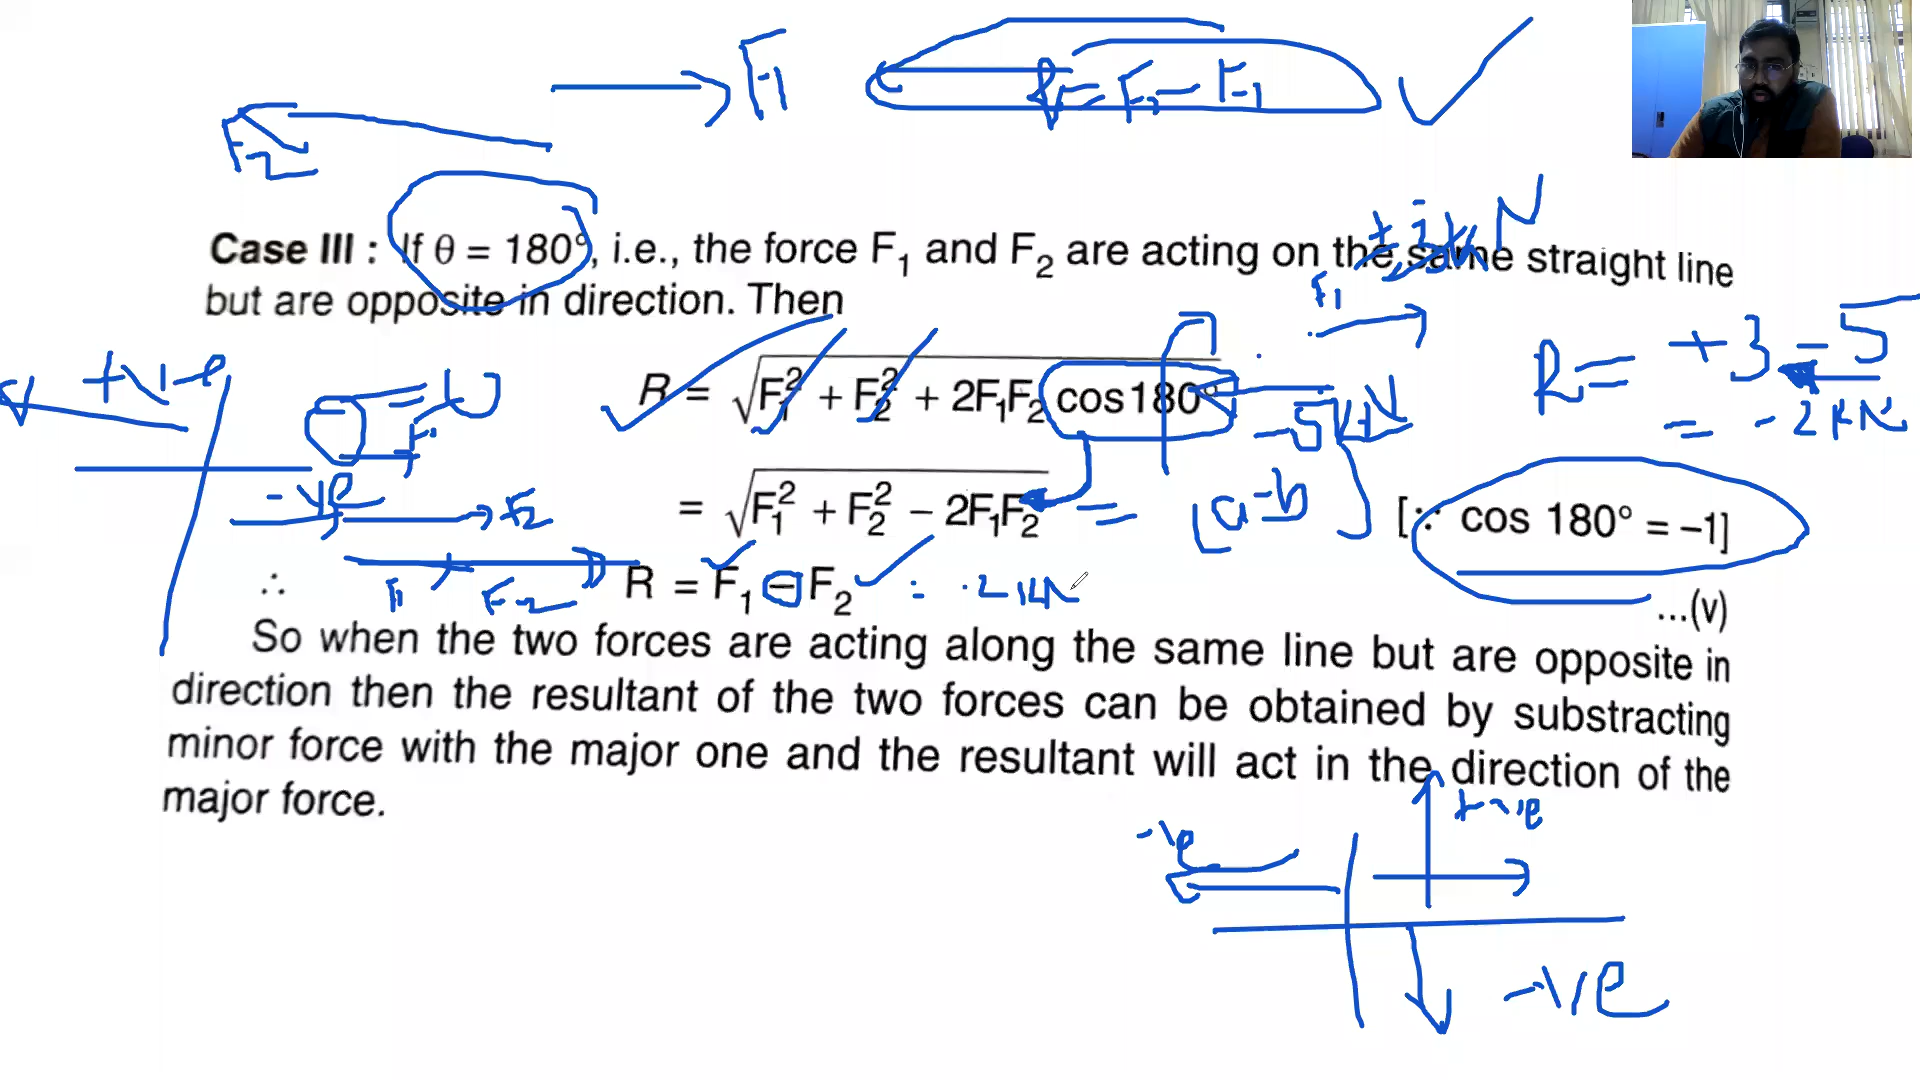 F1
R = F2 - F1
F2
+3kN
Case III : If θ = 180°, i.e., the force F₁ and F₂ are acting on the same straight line
F1
but are opposite in direction. Then
+ve
R = √F₁² + F₂² + 2F₁F₂ cos180°
R = +3 - 5
-5kN
= -2 kN
-ve
F2
= √F₁² + F₂² − 2F₁F₂
= [a-b]
[∵ cos 180° = −1]
F1 F2
∴ R = F₁ − F₂
= -2 kN
...(v)
So when the two forces are acting along the same line but are opposite in
direction then the resultant of the two forces can be obtained by substracting
minor force with the major one and the resultant will act in the direction of the
major force.
+ve
-ve
-ve